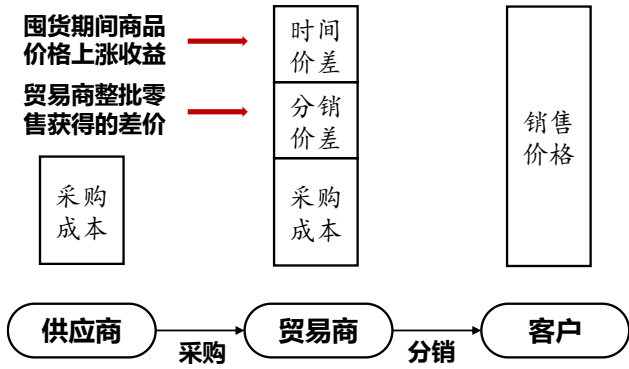 囤货期间商品
价格上涨收益
贸易商整批零
售获得的差价
时间
价差
分销
价差
采购
成本
采购
成本
销售
价格
供应商
采购
贸易商
分销
客户